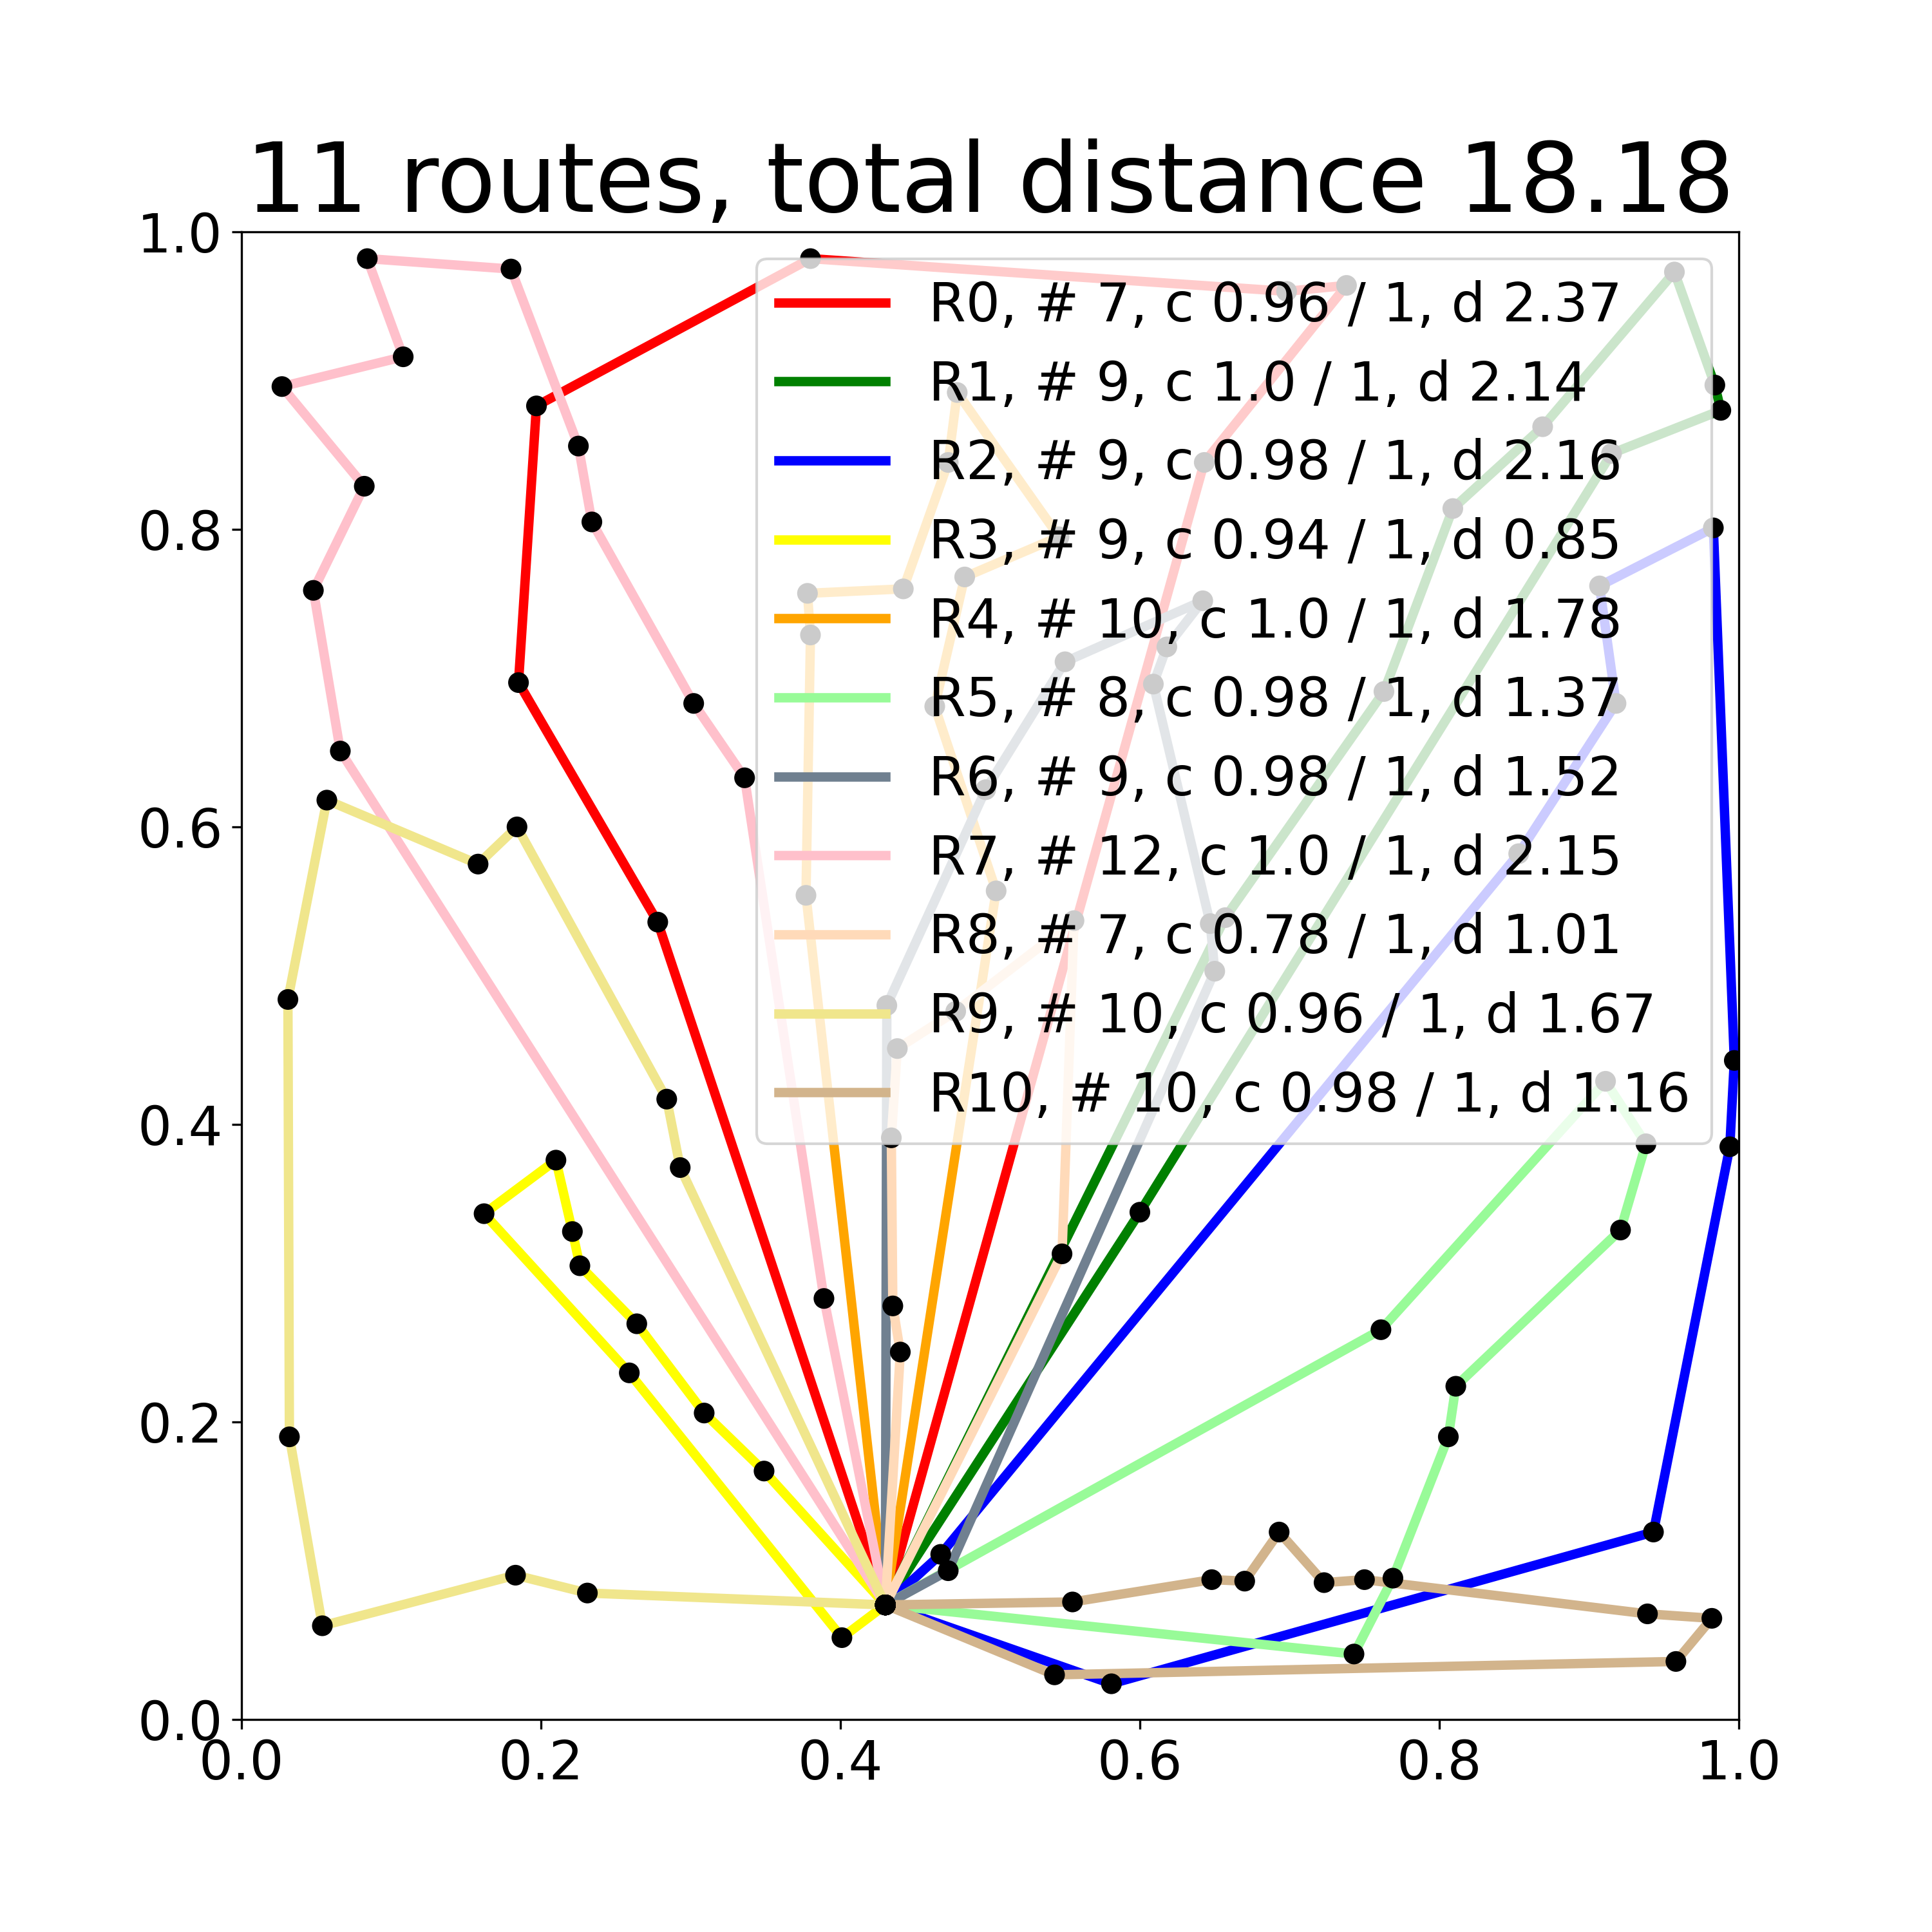 11 routes, total distance 18.18
1.0
0.8
0.6
0.4
0.2
0.0
0.0 0.2 0.4 0.6 0.8 1.0
R0, # 7, c 0.96 / 1, d 2.37
R1, # 9, c 1.0 / 1, d 2.14
R2, # 9, c 0.98 / 1, d 2.16
R3, # 9, c 0.94 / 1, d 0.85
R4, # 10, c 1.0 / 1, d 1.78
R5, # 8, c 0.98 / 1, d 1.37
R6, # 9, c 0.98 / 1, d 1.52
R7, # 12, c 1.0 / 1, d 2.15
R8, # 7, c 0.78 / 1, d 1.01
R9, # 10, c 0.96 / 1, d 1.67
R10, # 10, c 0.98 / 1, d 1.16